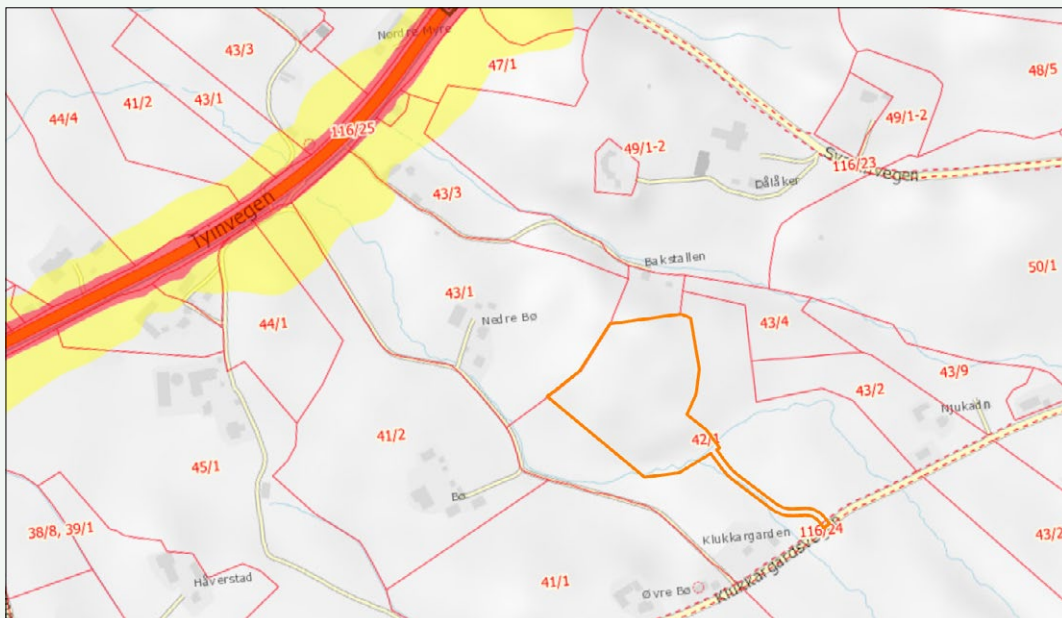 Nordre Myre
43/3
47/1
48/5
41/2
43/1
44/4
116/25
49/1-2
49/1-2
116/23
Dålåker
43/3
Tyinvegen
Bakstallen
50/1
43/1
Nedre Bø
44/1
43/4
43/9
43/2
Njukadn
41/2
42/1
45/1
Bø
38/8, 39/1
Klukkargarden
116/24
43/2
Håverstad
41/1
Øvre Bø